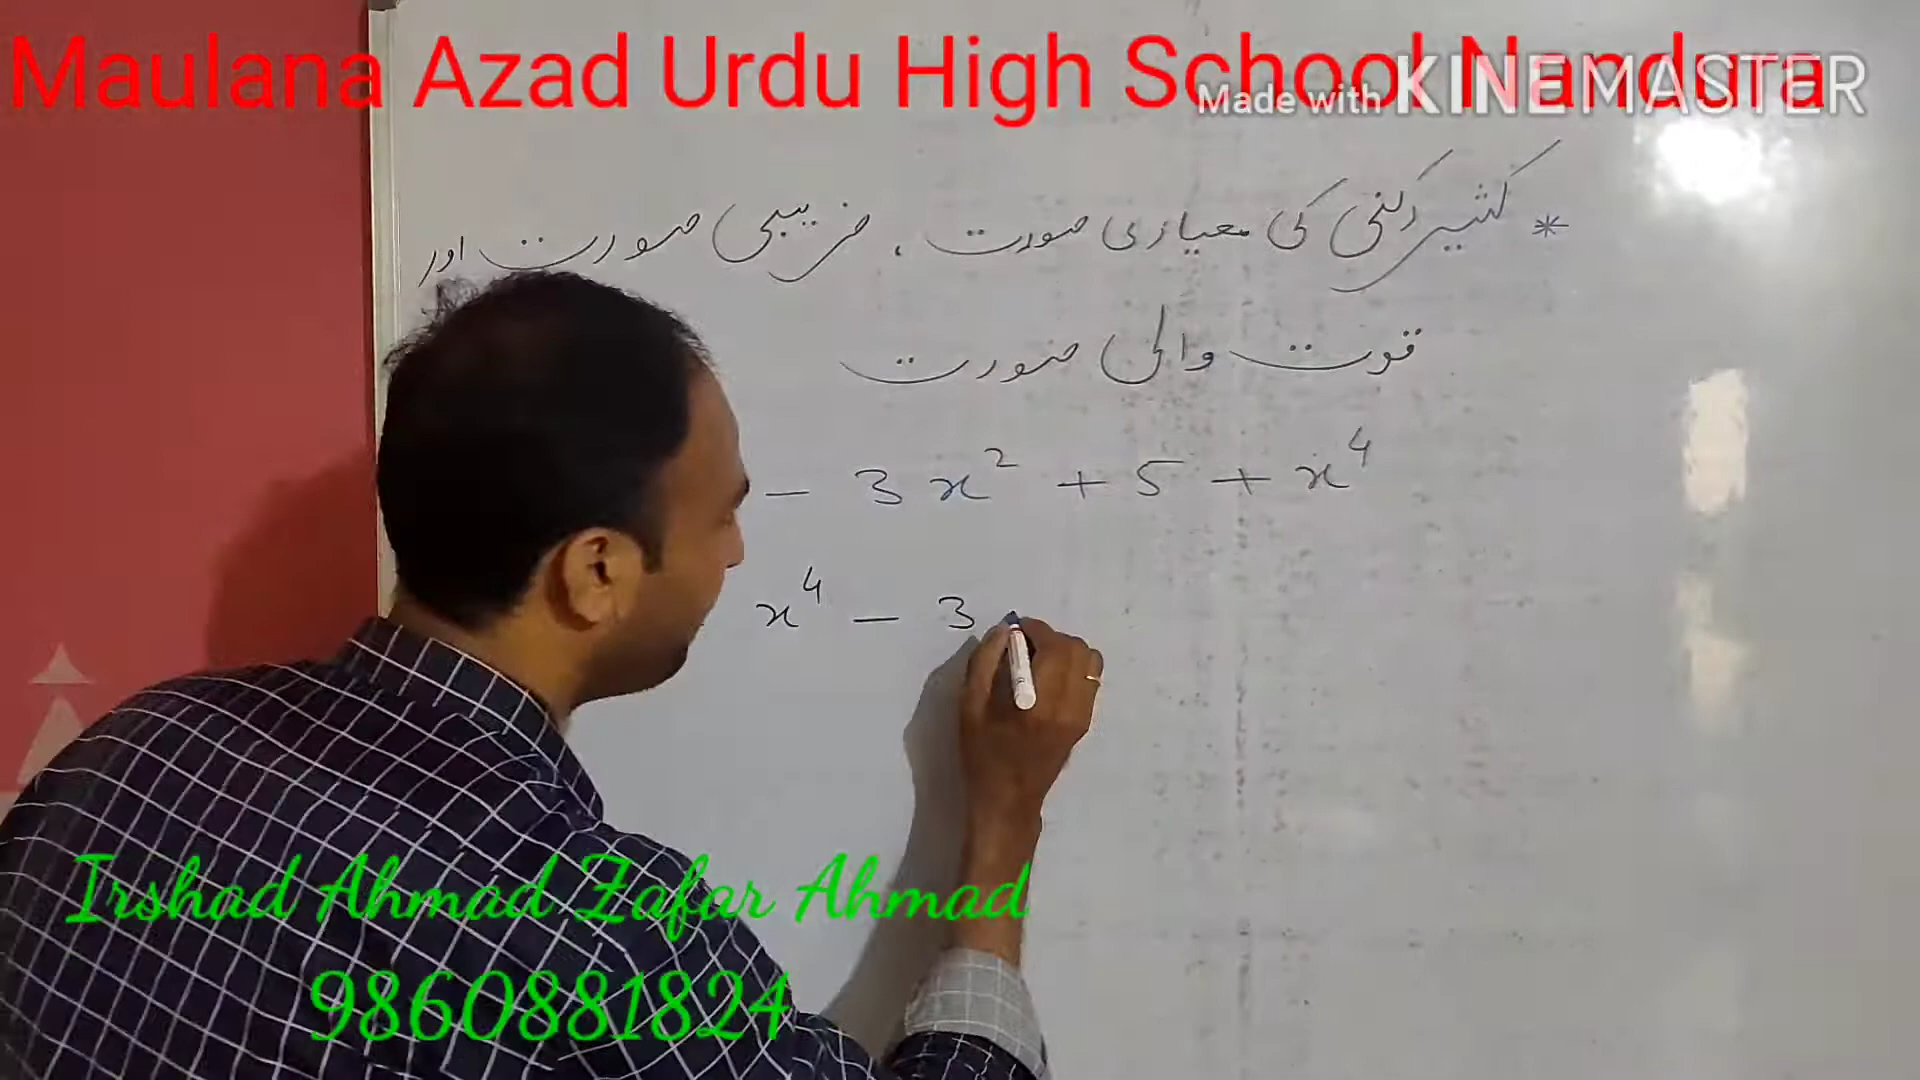 Maulana Azad Urdu High School Nandura
Made with KINEMASTER
* کثیر رکنی کی معیاری صورت ، ضریبی صورت اور
قوت والی صورت
- 3x² + 5 + x⁴
x⁴ - 3
Irshad Ahmad Zafar Ahmad
9860881824